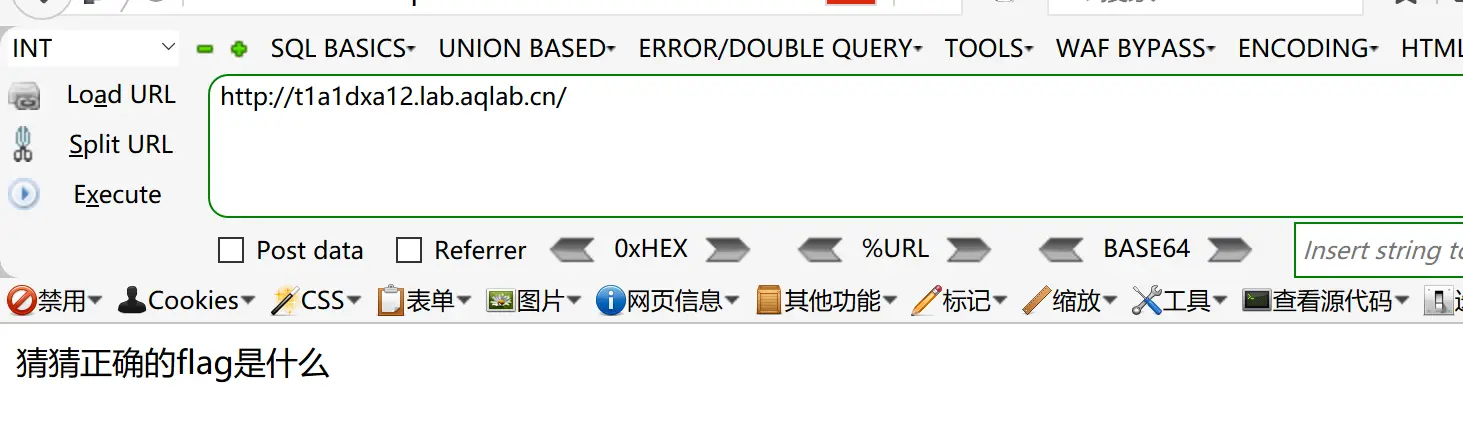 INT SQL BASICS UNION BASED ERROR/DOUBLE QUERY TOOLS WAF BYPASS ENCODING HTML
Load URL http://t1a1dxa12.lab.aqlab.cn/
Split URL
Execute
Post data Referrer 0xHEX %URL BASE64 Insert string to
禁用 Cookies CSS 表单 图片 网页信息 其他功能 标记 缩放 工具 查看源代码
猜猜正确的flag是什么